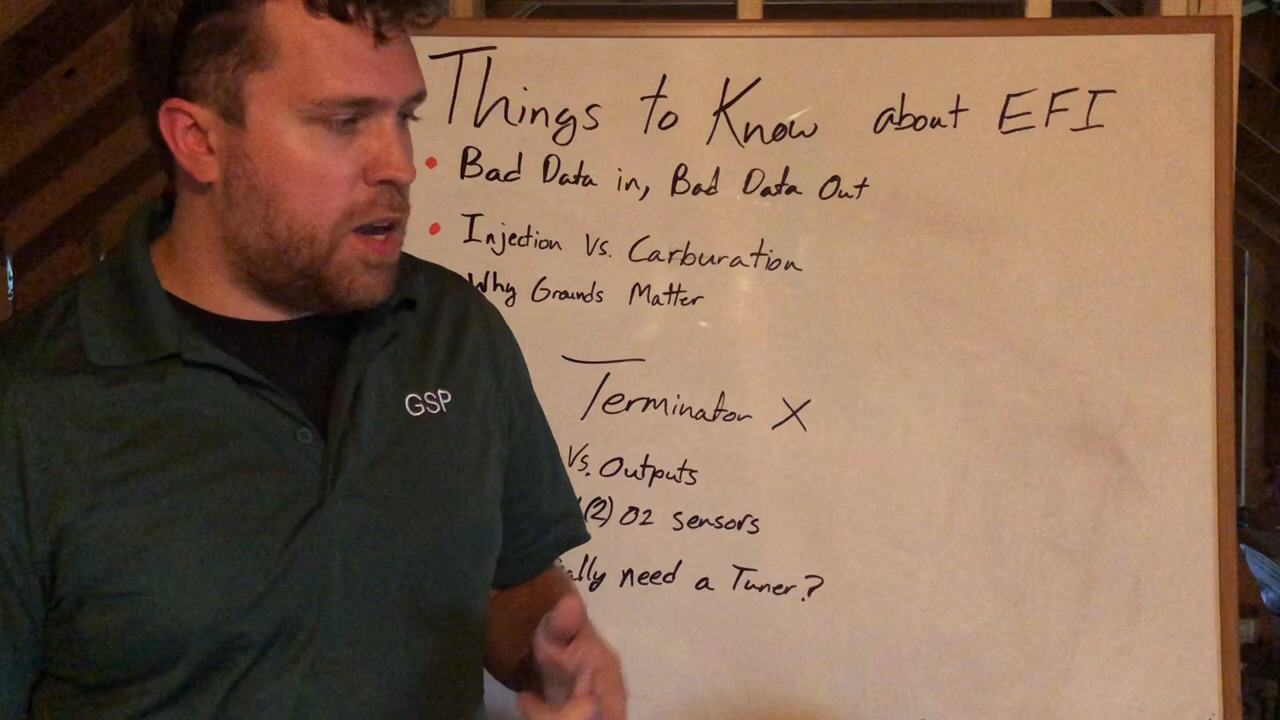 Things to Know about EFI
Bad Data in, Bad Data Out
Injection Vs. Carburation
Why Grounds Matter
GSP
Terminator X
Vs. Outputs
(2) O2 sensors
need a Tuner?